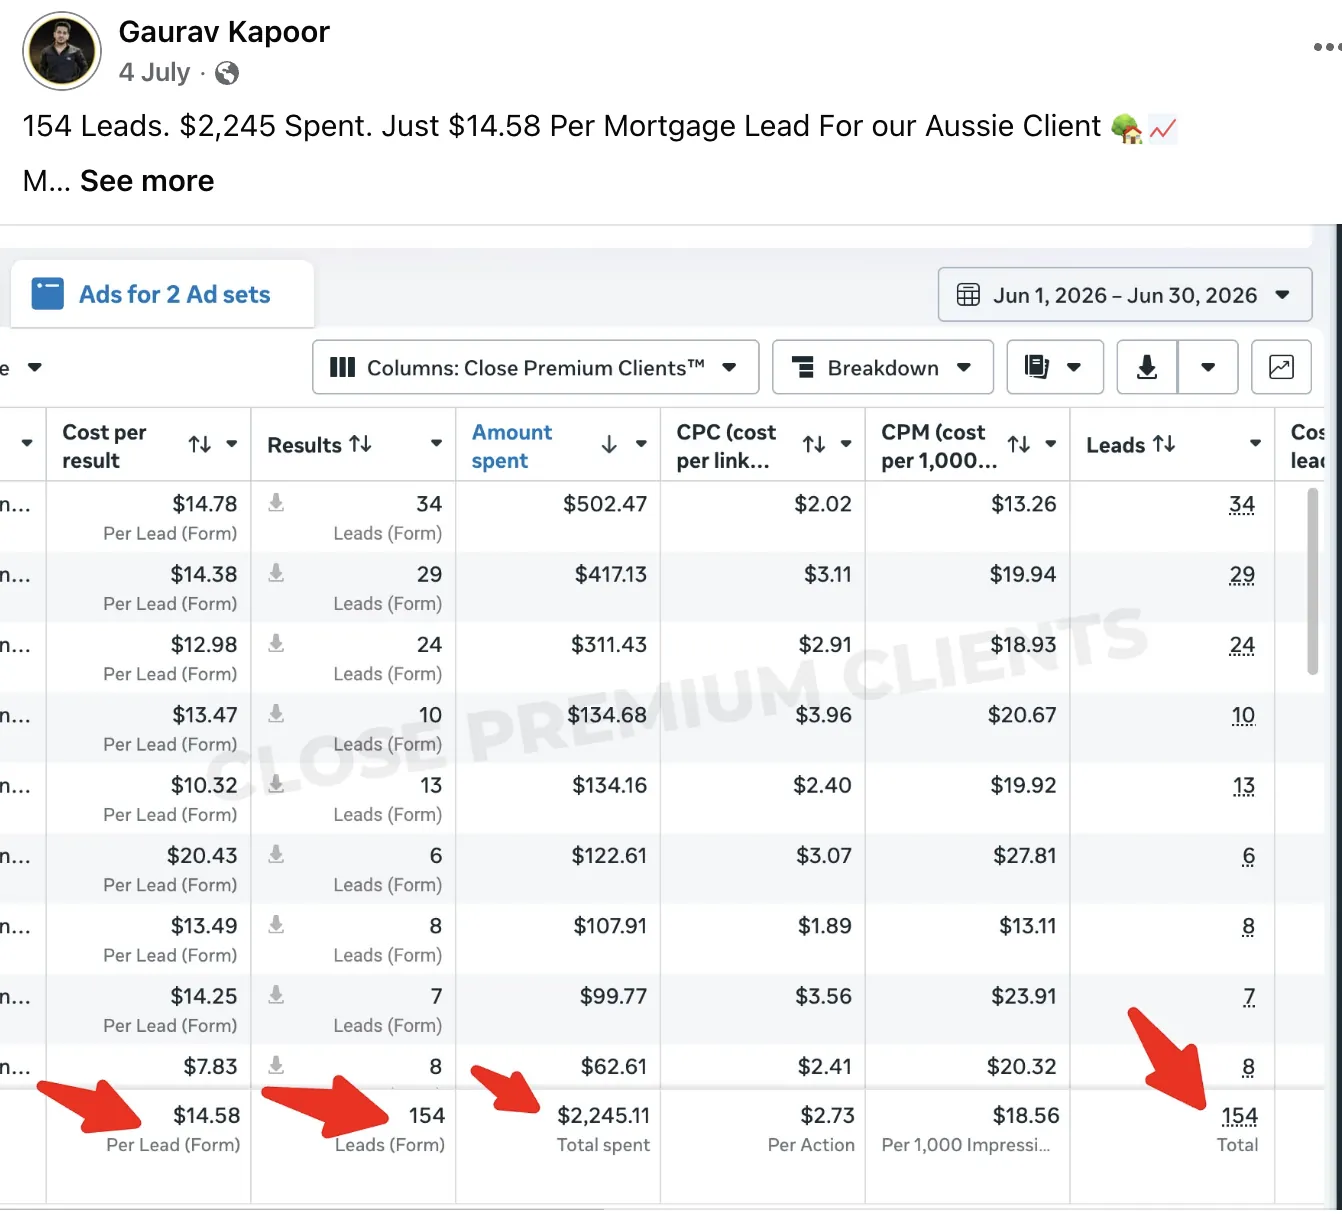 Gaurav Kapoor
4 July ·
154 Leads. $2,245 Spent. Just $14.58 Per Mortgage Lead For our Aussie Client 🏡📈
M... See more
Ads for 2 Ad sets
Jun 1, 2026 – Jun 30, 2026
e
Columns: Close Premium Clients™
Breakdown
Cost per result Results Amount spent CPC (cost per link... CPM (cost per 1,000... Leads Cos lead
n... $14.78 34 $502.47 $2.02 $13.26 34
Per Lead (Form) Leads (Form)
n... $14.38 29 $417.13 $3.11 $19.94 29
Per Lead (Form) Leads (Form)
n... $12.98 24 $311.43 $2.91 $18.93 24
Per Lead (Form) Leads (Form)
n... $13.47 10 $134.68 $3.96 $20.67 10
Per Lead (Form) Leads (Form)
n... $10.32 13 $134.16 $2.40 $19.92 13
Per Lead (Form) Leads (Form)
n... $20.43 6 $122.61 $3.07 $27.81 6
Per Lead (Form) Leads (Form)
n... $13.49 8 $107.91 $1.89 $13.11 8
Per Lead (Form) Leads (Form)
n... $14.25 7 $99.77 $3.56 $23.91 7
Per Lead (Form) Leads (Form)
n... $7.83 8 $62.61 $2.41 $20.32 8
$14.58 154 $2,245.11 $2.73 $18.56 154
Per Lead (Form) Leads (Form) Total spent Per Action Per 1,000 Impressi... Total
CLOSE PREMIUM CLIENTS